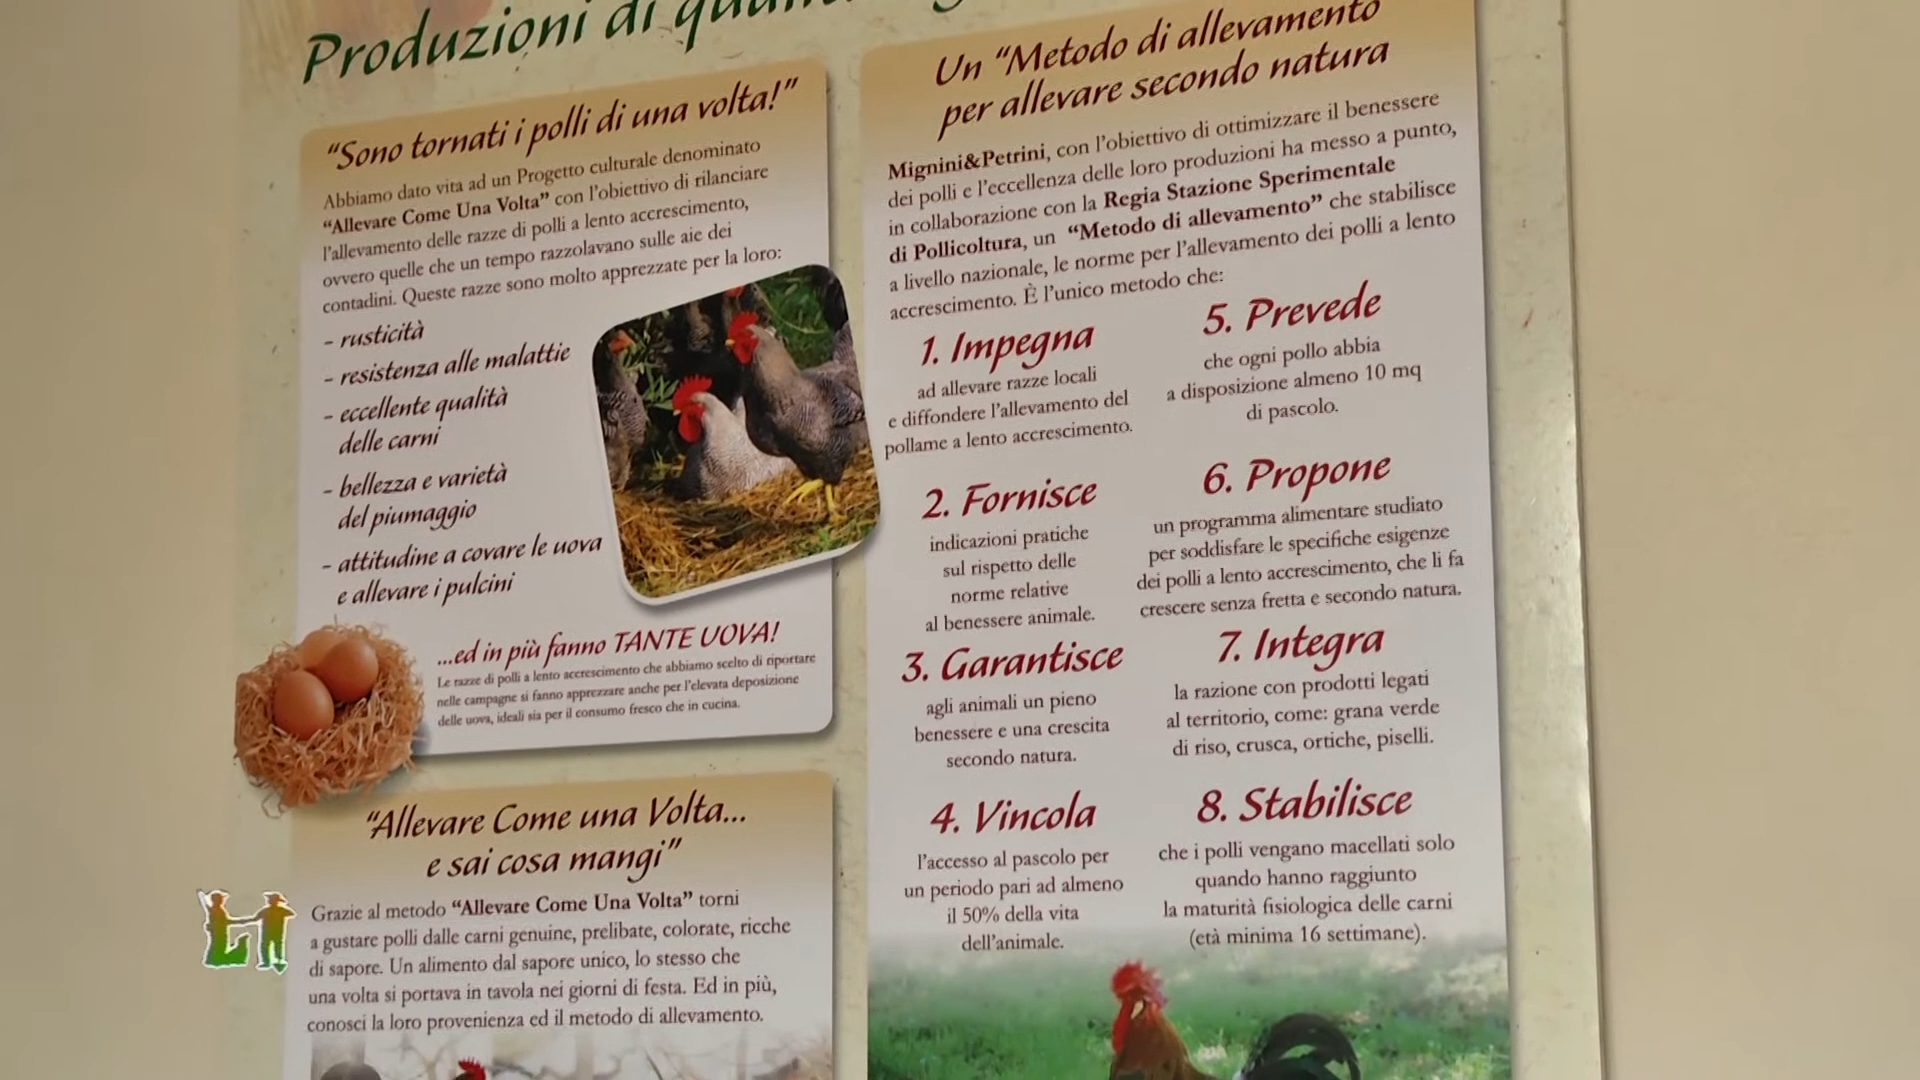 Produzioni di
"Sono tornati i polli di una volta!"
Abbiamo dato vita ad un Progetto culturale denominato
"Allevare Come Una Volta" con l'obiettivo di rilanciare
l'allevamento delle razze di polli a lento accrescimento,
ovvero quelle che un tempo razzolavano sulle aie dei
contadini. Queste razze sono molto apprezzate per la loro:
- rusticità
- resistenza alle malattie
- eccellente qualità
delle carni
- bellezza e varietà
del piumaggio
- attitudine a covare le uova
e allevare i pulcini
...ed in più fanno TANTE UOVA!
Le razze di polli a lento accrescimento che abbiamo scelto di riportare
nelle campagne si fanno apprezzare anche per l'elevata deposizione
delle uova, ideali sia per il consumo fresco che in cucina.
"Allevare Come una Volta...
e sai cosa mangi"
Grazie al metodo "Allevare Come Una Volta" torni
a gustare polli dalle carni genuine, prelibate, colorate, ricche
di sapore. Un alimento dal sapore unico, lo stesso che
una volta si portava in tavola nei giorni di festa. Ed in più,
conosci la loro provenienza ed il metodo di allevamento.
Un "Metodo di allevamento
per allevare secondo natura
Mignini&Petrini, con l'obiettivo di ottimizzare il benessere
dei polli e l'eccellenza delle loro produzioni ha messo a punto,
in collaborazione con la Regia Stazione Sperimentale
di Pollicoltura, un "Metodo di allevamento" che stabilisce
a livello nazionale, le norme per l'allevamento dei polli a lento
accrescimento. È l'unico metodo che:
1. Impegna
ad allevare razze locali
e diffondere l'allevamento del
pollame a lento accrescimento.
2. Fornisce
indicazioni pratiche
sul rispetto delle
norme relative
al benessere animale.
3. Garantisce
agli animali un pieno
benessere e una crescita
secondo natura.
4. Vincola
l'accesso al pascolo per
un periodo pari ad almeno
il 50% della vita
dell'animale.
5. Prevede
che ogni pollo abbia
a disposizione almeno 10 mq
di pascolo.
6. Propone
un programma alimentare studiato
per soddisfare le specifiche esigenze
dei polli a lento accrescimento, che li fa
crescere senza fretta e secondo natura.
7. Integra
la razione con prodotti legati
al territorio, come: grana verde
di riso, crusca, ortiche, piselli.
8. Stabilisce
che i polli vengano macellati solo
quando hanno raggiunto
la maturità fisiologica delle carni
(età minima 16 settimane).
LT